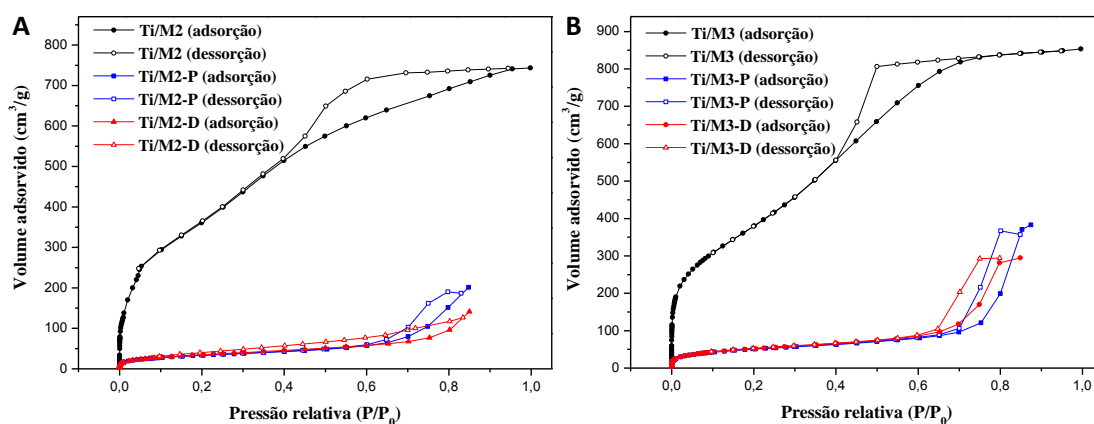 A
Ti/M2 (adsorção)
Ti/M2 (dessorção)
Ti/M2-P (adsorção)
Ti/M2-P (dessorção)
Ti/M2-D (adsorção)
Ti/M2-D (dessorção)
Volume adsorvido (cm³/g)
800
700
600
500
400
300
200
100
0
0,0 0,2 0,4 0,6 0,8 1,0
Pressão relativa (P/P₀)
B
Ti/M3 (adsorção)
Ti/M3 (dessorção)
Ti/M3-P (adsorção)
Ti/M3-P (dessorção)
Ti/M3-D (adsorção)
Ti/M3-D (dessorção)
Volume adsorvido (cm³/g)
900
800
700
600
500
400
300
200
100
0
0,0 0,2 0,4 0,6 0,8 1,0
Pressão relativa (P/P₀)